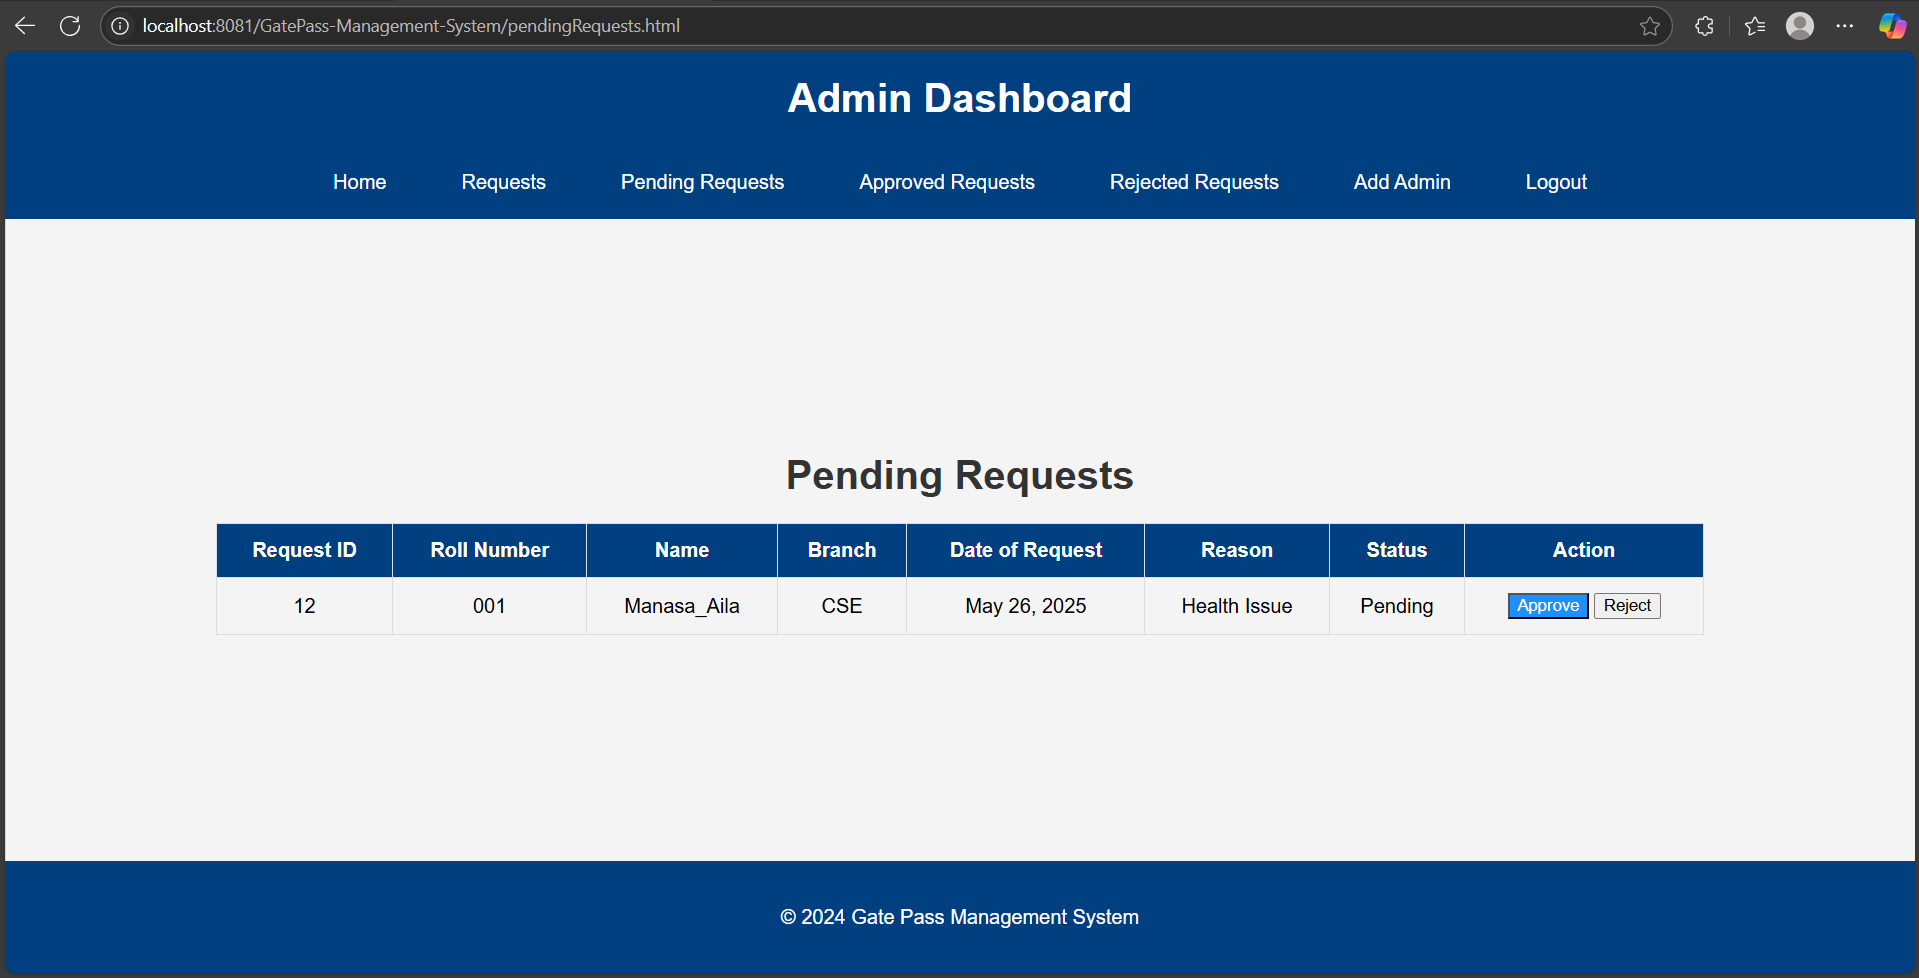 localhost:8081/GatePass-Management-System/pendingRequests.html
Admin Dashboard
Home Requests Pending Requests Approved Requests Rejected Requests Add Admin Logout
Pending Requests
Request ID Roll Number Name Branch Date of Request Reason Status Action
12 001 Manasa_Aila CSE May 26, 2025 Health Issue Pending Approve Reject
© 2024 Gate Pass Management System